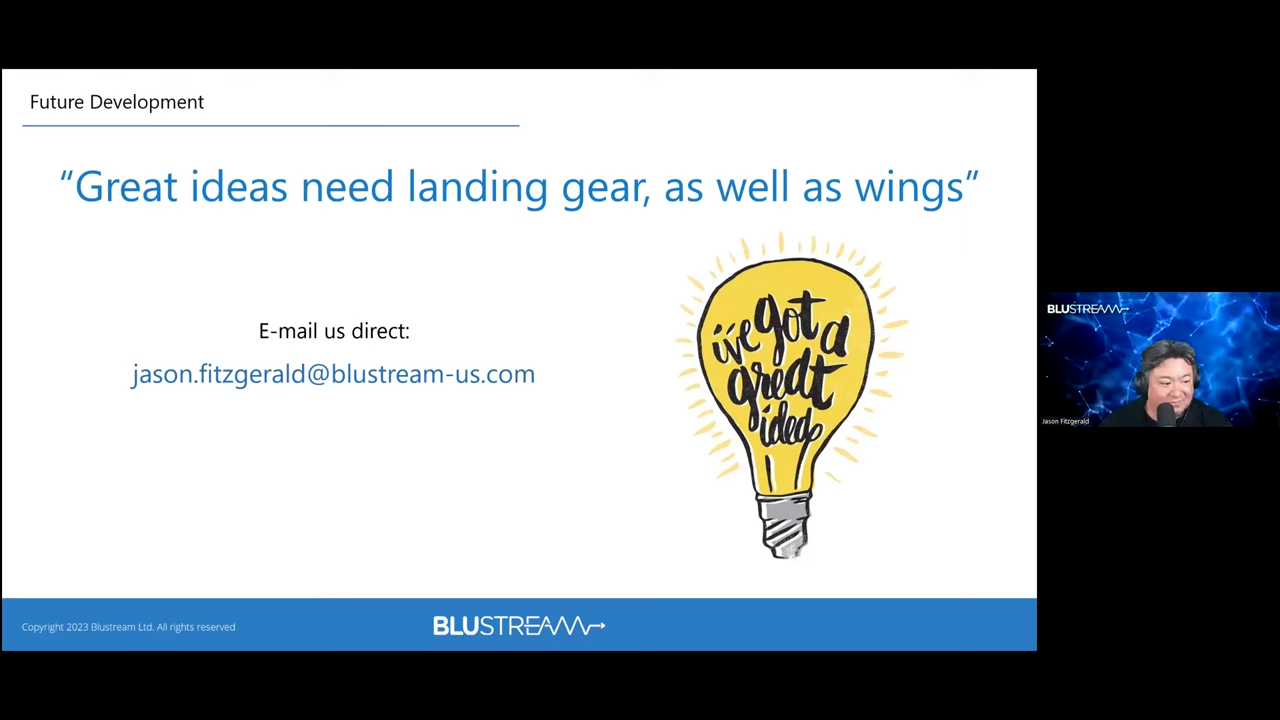 Future Development
“Great ideas need landing gear, as well as wings”
E-mail us direct:
jason.fitzgerald@blustream-us.com
i've got a
great
idea
Copyright 2023 Blustream Ltd. All rights reserved
BLUSTREAM
BLUSTREAM
Jason Fitzgerald